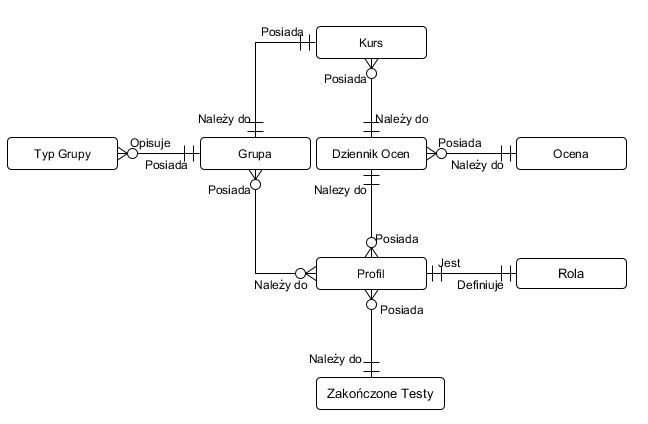 Posiada
Kurs
Posiada
Należy do
Należy do
Opisuje
Posiada
Typ Grupy
Grupa
Dziennik Ocen
Ocena
Posiada
Należy do
Posiada
Nalezy do
Posiada
Jest
Profil
Rola
Należy do
Definiuje
Posiada
Należy do
Zakończone Testy